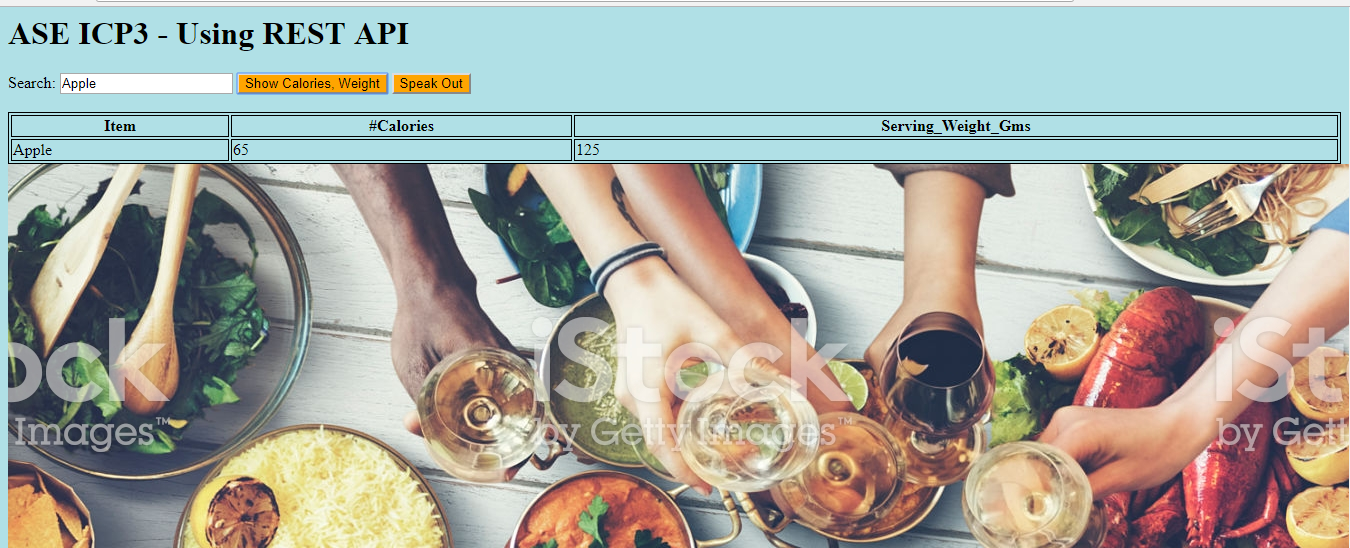 ASE ICP3 - Using REST API
Search: Apple Show Calories, Weight Speak Out
Item #Calories Serving_Weight_Gms
Apple 65 125
ock iStock iSt
Images™ by Getty Images™ by Gett